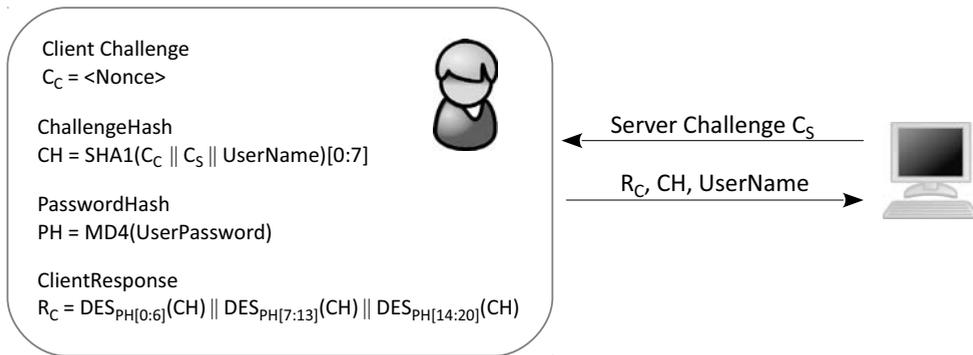 Client Challenge
C_C = <Nonce>
ChallengeHash
CH = SHA1(C_C || C_S || UserName)[0:7]
PasswordHash
PH = MD4(UserPassword)
ClientResponse
R_C = DES_PH[0:6](CH) || DES_PH[7:13](CH) || DES_PH[14:20](CH)
Server Challenge C_S
R_C, CH, UserName